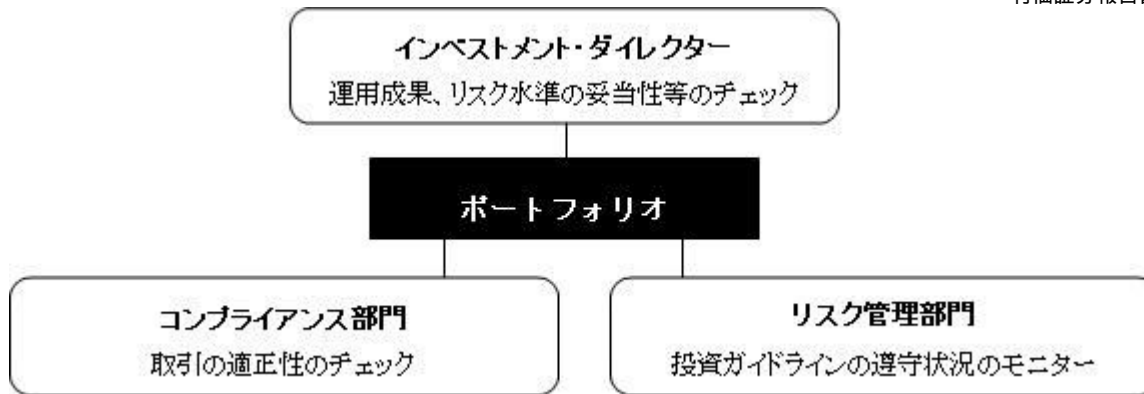 インベストメント・ダイレクター
運用成果、リスク水準の妥当性等のチェック
ポートフォリオ
コンプライアンス部門
取引の適正性のチェック
リスク管理部門
投資ガイドラインの遵守状況のモニター